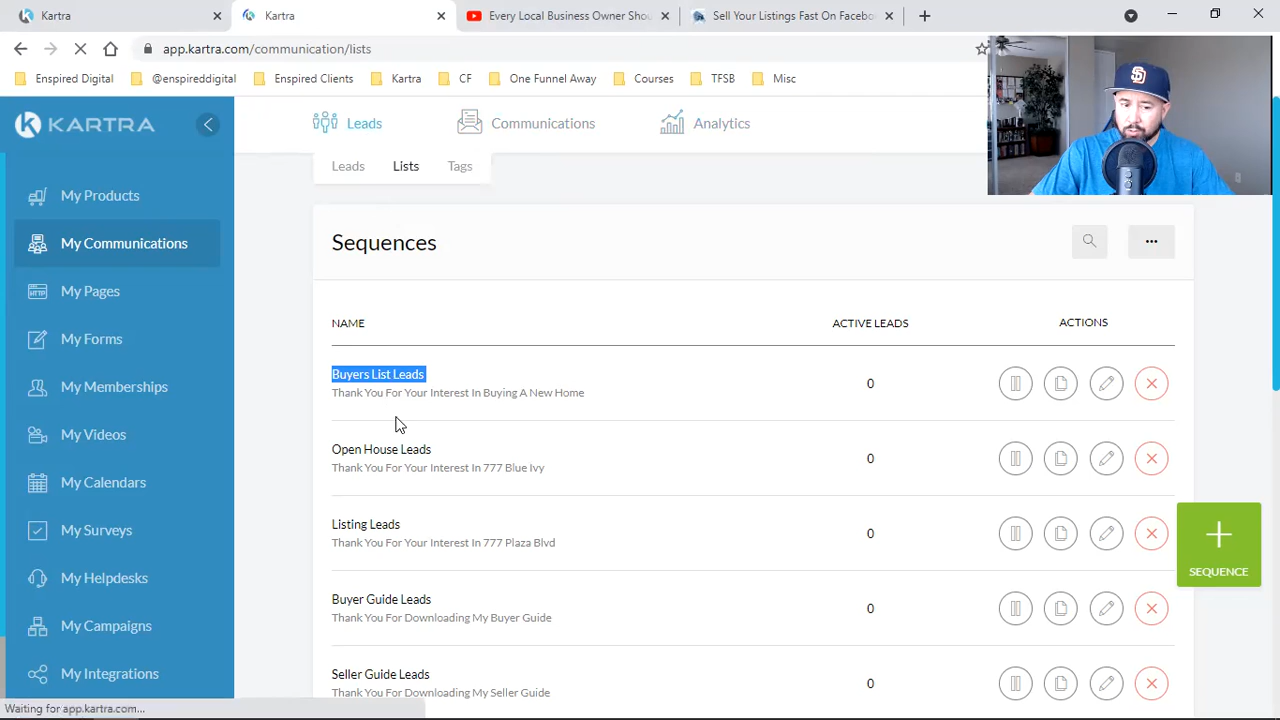 Kartra
Kartra
Every Local Business Owner Shou
Sell Your Listings Fast On Facebo
app.kartra.com/communication/lists
Enspired Digital
@enspireddigital
Enspired Clients
Kartra
CF
One Funnel Away
Courses
TFSB
Misc
KARTRA
Leads
Communications
Analytics
Leads
Lists
Tags
My Products
My Communications
My Pages
My Forms
My Memberships
My Videos
My Calendars
My Surveys
My Helpdesks
My Campaigns
My Integrations
Sequences
NAME
ACTIVE LEADS
ACTIONS
Buyers List Leads
Thank You For Your Interest In Buying A New Home
0
Open House Leads
Thank You For Your Interest In 777 Blue Ivy
0
Listing Leads
Thank You For Your Interest In 777 Plaza Blvd
0
Buyer Guide Leads
Thank You For Downloading My Buyer Guide
0
Seller Guide Leads
Thank You For Downloading My Seller Guide
0
SEQUENCE
Waiting for app.kartra.com...